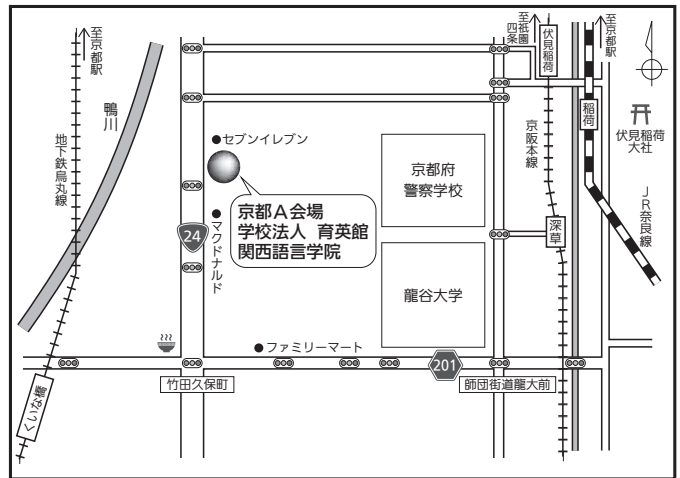 至京都駅
鴨川
地下鉄烏丸線
至祇園
四条
伏見稲荷
至京都駅
稲荷
伏見稲荷
大社
京阪本線
JR奈良線
●セブンイレブン
京都府
警察学校
京都A会場
学校法人 育英館
関西語言学院
24
●マクドナルド
深草
龍谷大学
●ファミリーマート
201
竹田久保町
師団街道龍大前
くいな橋